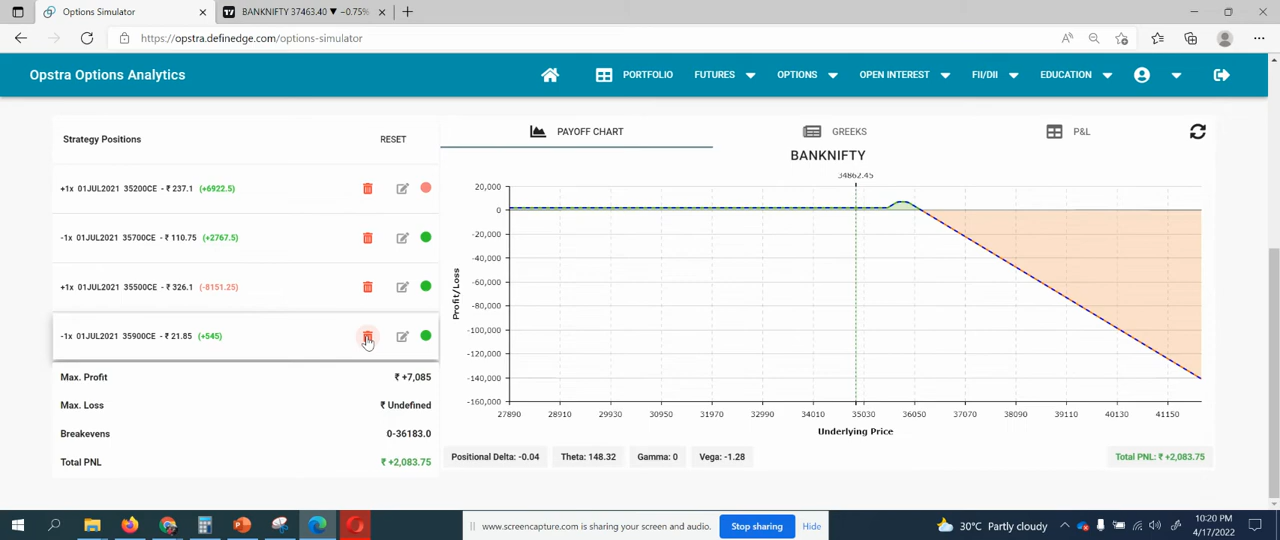 Options Simulator
BANKNIFTY 37463.40 ▼ −0.75%
https://opstra.definedge.com/options-simulator
Opstra Options Analytics
PORTFOLIO FUTURES OPTIONS OPEN INTEREST FII/DII EDUCATION
Strategy Positions RESET
PAYOFF CHART GREEKS P&L
BANKNIFTY
34862.45
+1x 01JUL2021 35200CE - ₹ 237.1 (+6922.5)
-1x 01JUL2021 35700CE - ₹ 110.75 (+2767.5)
+1x 01JUL2021 35500CE - ₹ 326.1 (-8151.25)
-1x 01JUL2021 35900CE - ₹ 21.85 (+545)
Max. Profit ₹ +7,085
Max. Loss ₹ Undefined
Breakevens 0-36183.0
Total PNL ₹ +2,083.75
Profit/Loss
20,000
0
-20,000
-40,000
-60,000
-80,000
-100,000
-120,000
-140,000
-160,000
27890 28910 29930 30950 31970 32990 34010 35030 36050 37070 38090 39110 40130 41150
Underlying Price
Positional Delta: -0.04 Theta: 148.32 Gamma: 0 Vega: -1.28 Total PNL: ₹ +2,083.75
www.screencapture.com is sharing your screen and audio. Stop sharing Hide
30°C Partly cloudy
10:20 PM
4/17/2022